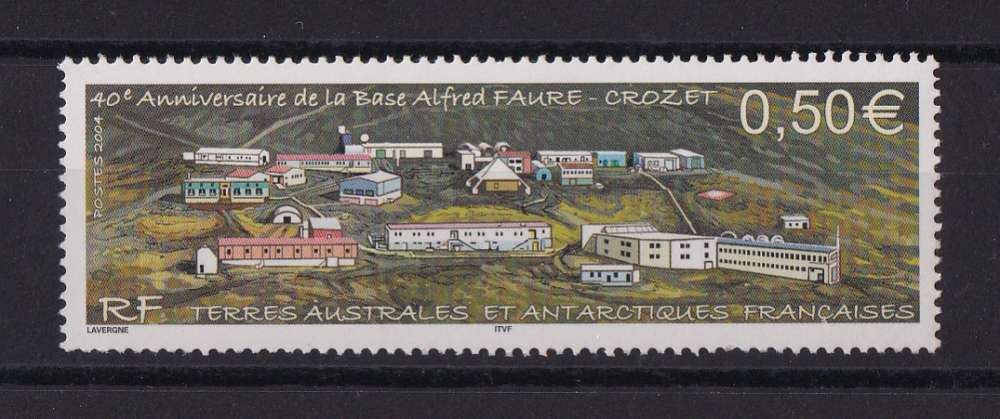 40e Anniversaire de la Base Alfred FAURE - CROZET
0,50€
POSTES 2004
RF TERRES AUSTRALES ET ANTARCTIQUES FRANÇAISES
LAVERGNE ITVF